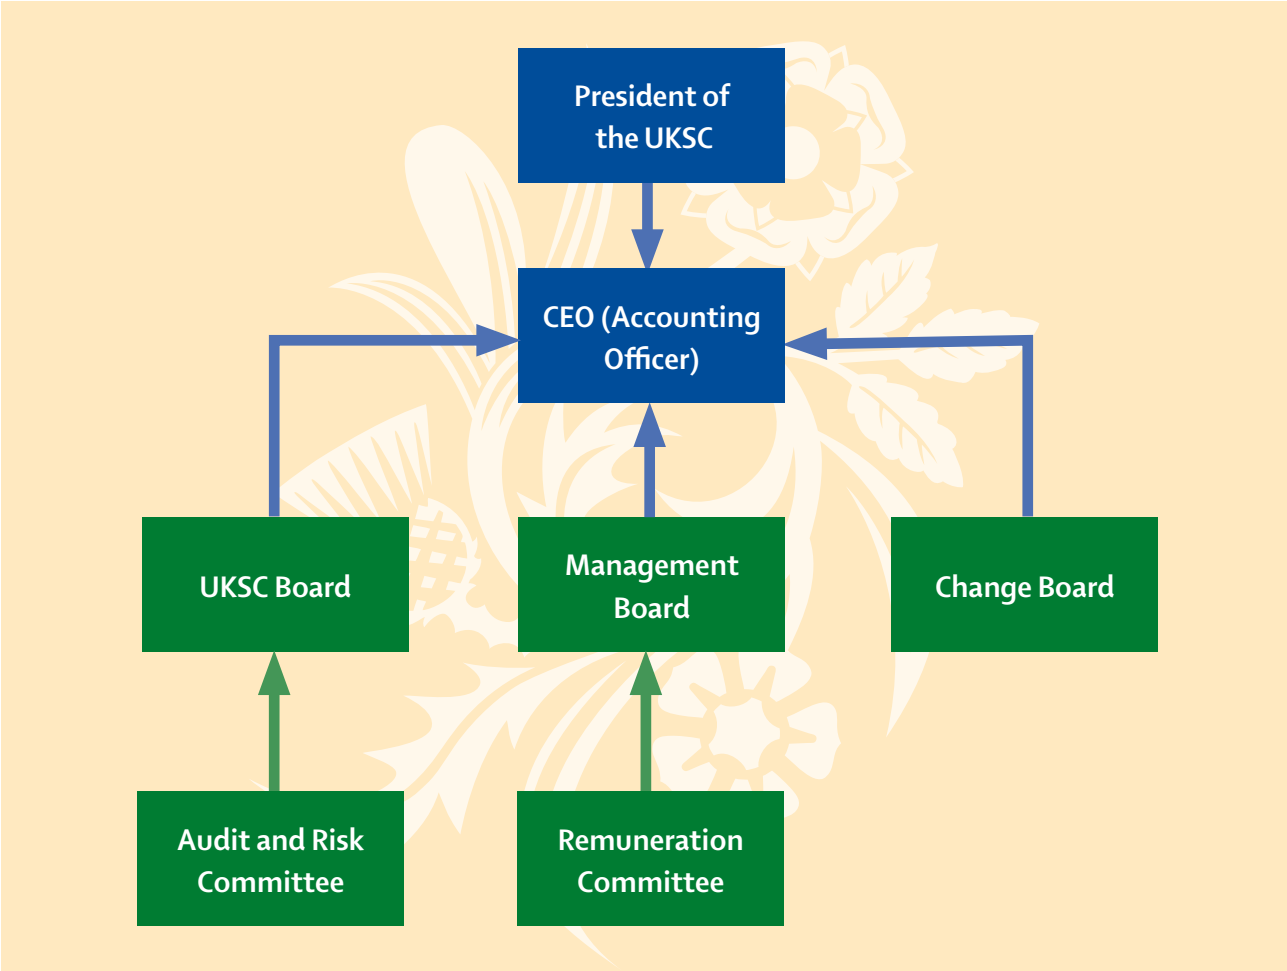 President of
the UKSC
CEO (Accounting
Officer)
UKSC Board
Management
Board
Change Board
Audit and Risk
Committee
Remuneration
Committee